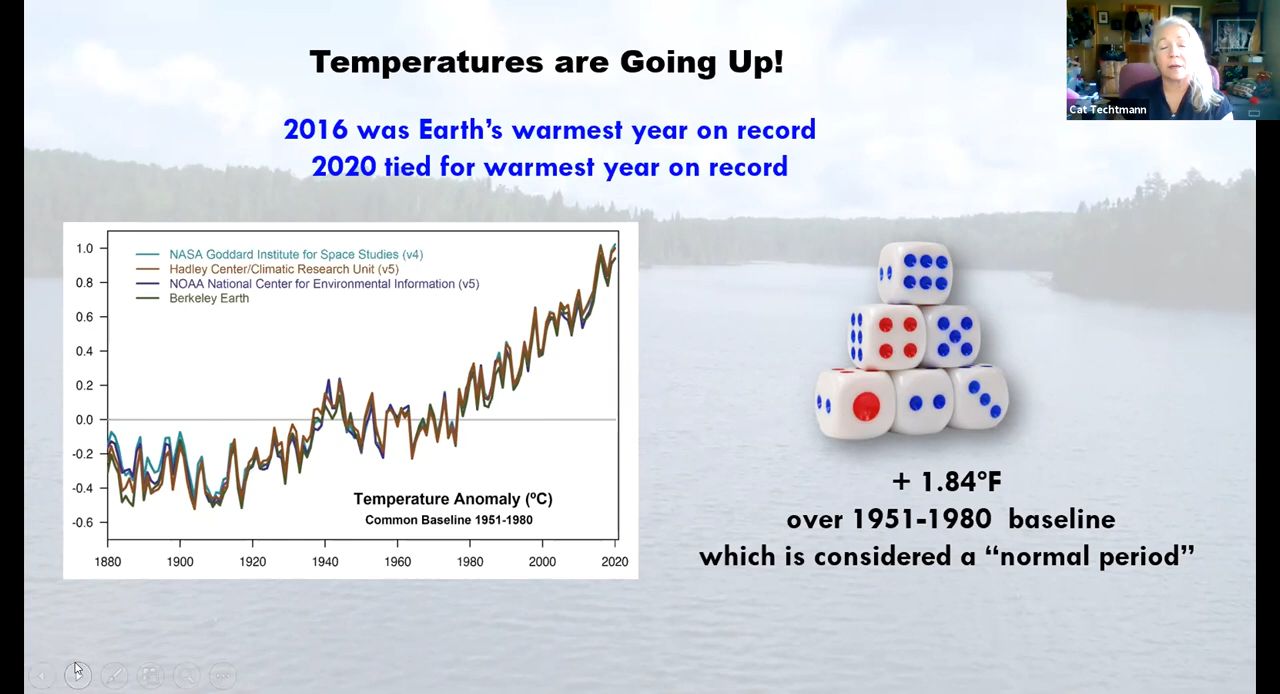 Temperatures are Going Up!
Cat Techtmann
2016 was Earth's warmest year on record
2020 tied for warmest year on record
1.0
0.8
0.6
0.4
0.2
0.0
-0.2
-0.4
-0.6
NASA Goddard Institute for Space Studies (v4)
Hadley Center/Climatic Research Unit (v5)
NOAA National Center for Environmental Information (v5)
Berkeley Earth
Temperature Anomaly (ºC)
Common Baseline 1951-1980
1880 1900 1920 1940 1960 1980 2000 2020
+ 1.84ºF
over 1951-1980 baseline
which is considered a “normal period”